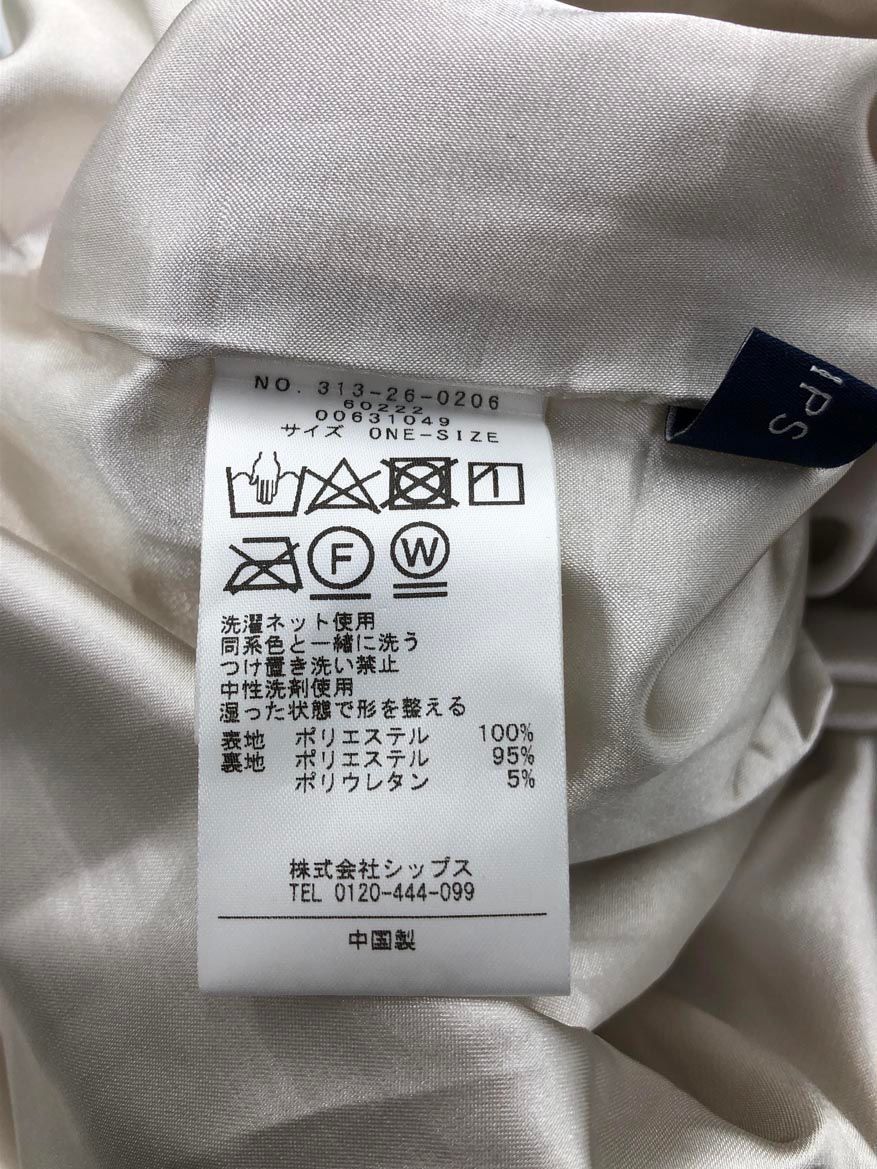 NO. 313-26-0206
60222
00631049
サイズ ONE-SIZE
F W
洗濯ネット使用
同系色と一緒に洗う
つけ置き洗い禁止
中性洗剤使用
湿った状態で形を整える
表地 ポリエステル 100%
裏地 ポリエステル 95%
ポリウレタン 5%
株式会社シップス
TEL 0120-444-099
中国製
IPS